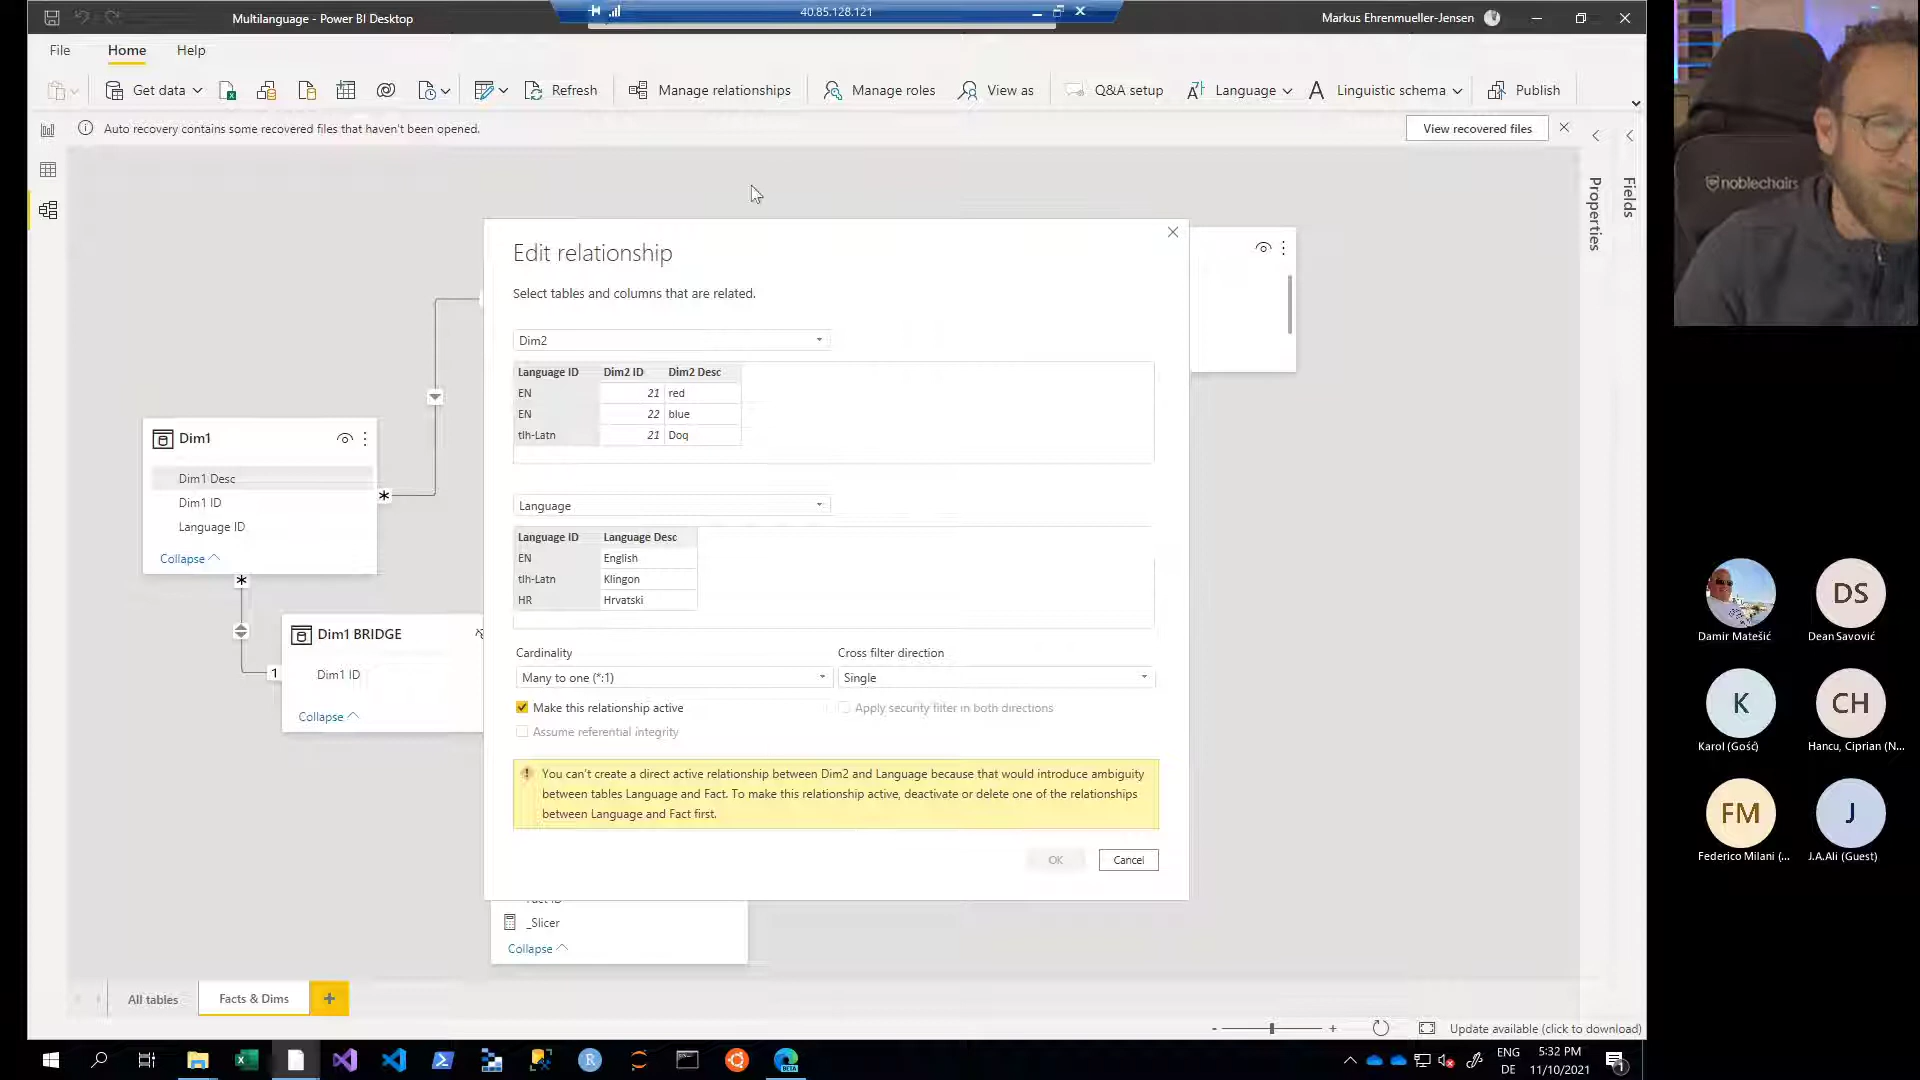 Multilanguage - Power BI Desktop
40.85.128.121
Markus Ehrenmueller-Jensen
File
Home
Help
Get data
Refresh
Manage relationships
Manage roles
View as
Q&A setup
Language
Linguistic schema
Publish
Auto recovery contains some recovered files that haven't been opened.
View recovered files
Properties
Fields
Edit relationship
Select tables and columns that are related.
Dim2
Language ID Dim2 ID Dim2 Desc
EN 21 red
EN 22 blue
tlh-Latn 21 Doq
Language
Language ID Language Desc
EN English
tlh-Latn Klingon
HR Hrvatski
Cardinality
Cross filter direction
Many to one (*:1)
Single
Make this relationship active
Apply security filter in both directions
Assume referential integrity
You can't create a direct active relationship between Dim2 and Language because that would introduce ambiguity
between tables Language and Fact. To make this relationship active, deactivate or delete one of the relationships
between Language and Fact first.
OK
Cancel
Dim1
Dim1 Desc
Dim1 ID
Language ID
Collapse
*
*
1
Dim1 BRIDGE
Dim1 ID
Collapse
_Slicer
Collapse
All tables
Facts & Dims
+
- +
Update available (click to download)
ENG
DE
5:32 PM
11/10/2021
1
noblechairs
Damir Matešić
DS
Dean Savović
K
Karol (Gość)
CH
Hancu, Ciprian (N...
FM
Federico Milani (...
J
J.A.Ali (Guest)